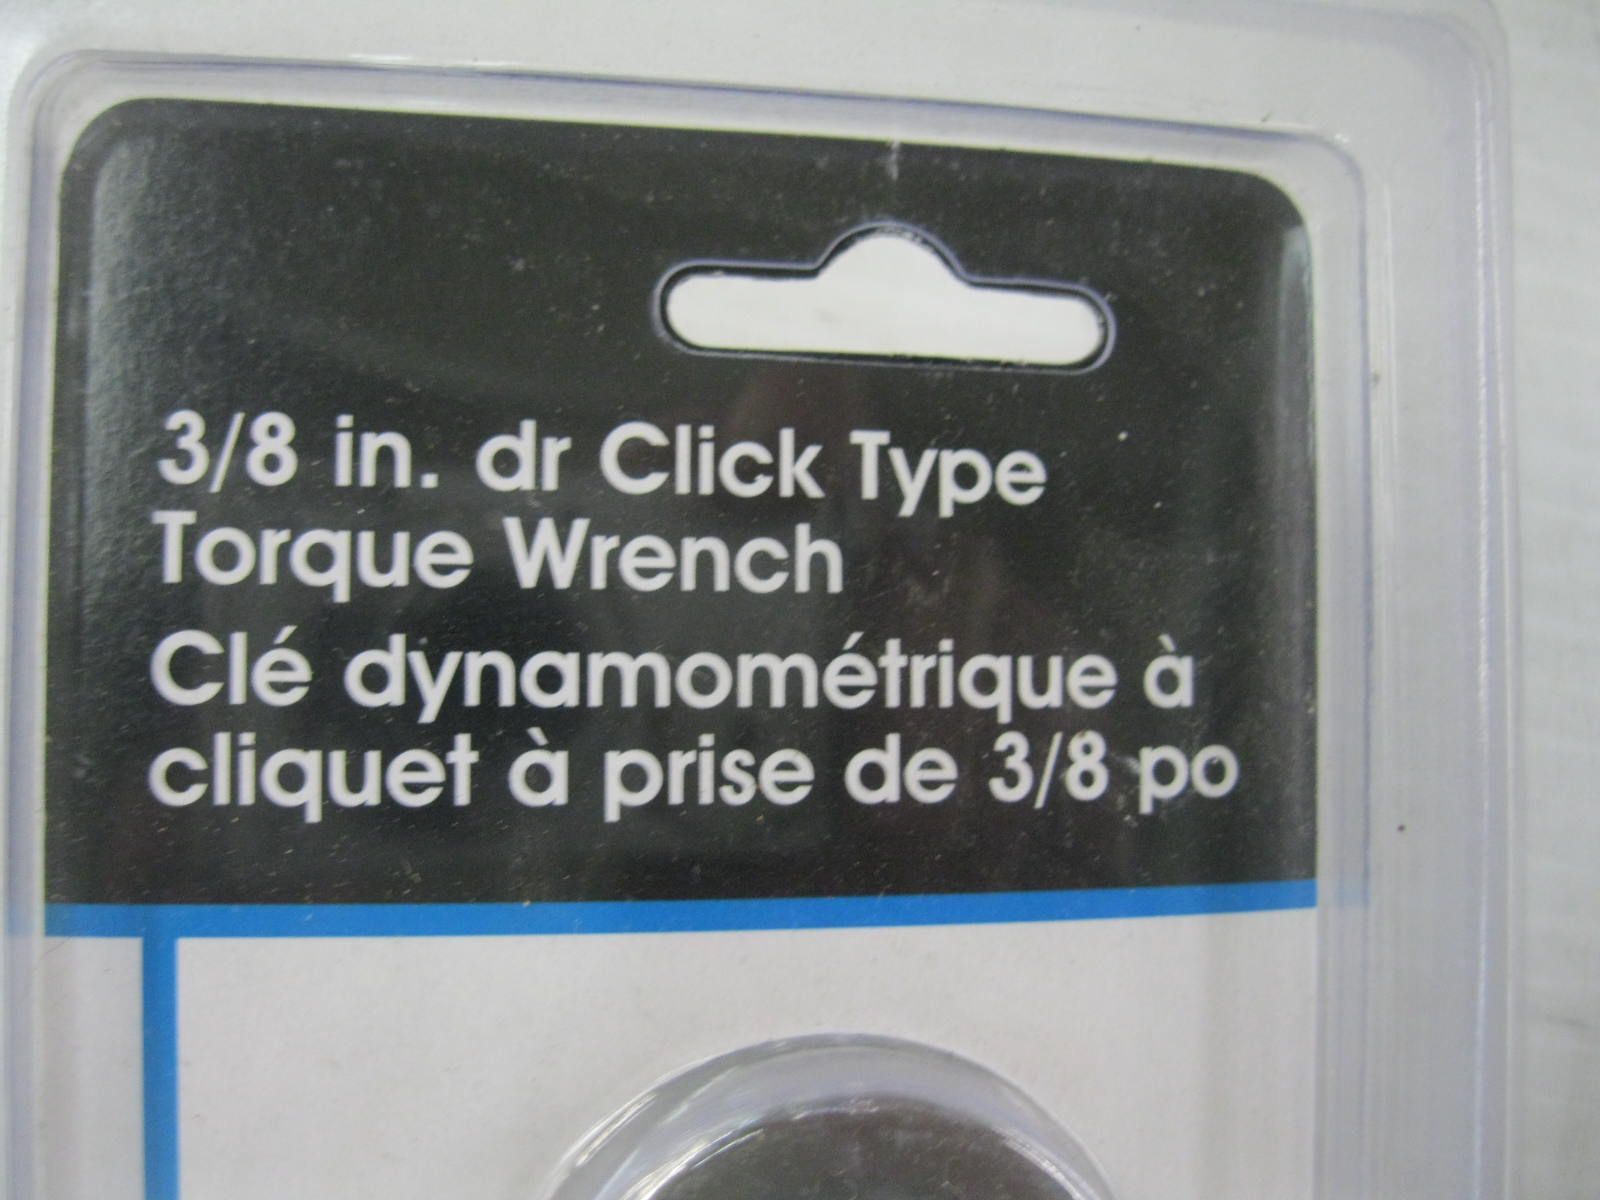 3/8 in. dr Click Type
Torque Wrench
Clé dynamométrique à
cliquet à prise de 3/8 po